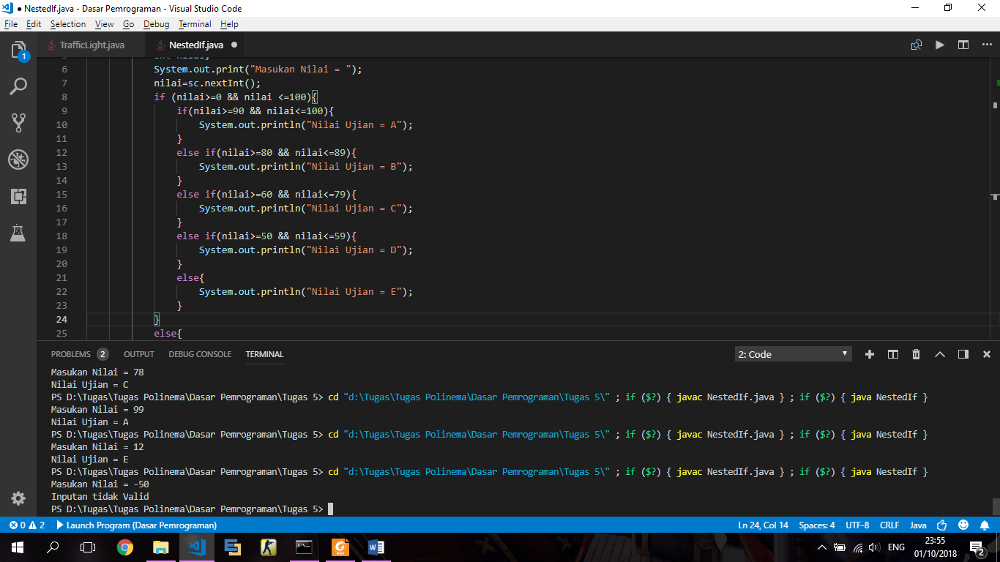 ● NestedIf.java - Dasar Pemrograman - Visual Studio Code
File Edit Selection View Go Debug Terminal Help
1
TrafficLight.java NestedIf.java ●
6 System.out.print("Masukan Nilai = ");
7 nilai=sc.nextInt();
8 if (nilai>=0 && nilai <=100){
9 if(nilai>=90 && nilai<=100){
10 System.out.println("Nilai Ujian = A");
11 }
12 else if(nilai>=80 && nilai<=89){
13 System.out.println("Nilai Ujian = B");
14 }
15 else if(nilai>=60 && nilai<=79){
16 System.out.println("Nilai Ujian = C");
17 }
18 else if(nilai>=50 && nilai<=59){
19 System.out.println("Nilai Ujian = D");
20 }
21 else{
22 System.out.println("Nilai Ujian = E");
23 }
24 }
25 else{
PROBLEMS 2 OUTPUT DEBUG CONSOLE TERMINAL 2: Code
Masukan Nilai = 78
Nilai Ujian = C
PS D:\Tugas\Tugas Polinema\Dasar Pemrograman\Tugas 5> cd "d:\Tugas\Tugas Polinema\Dasar Pemrograman\Tugas 5\" ; if ($?) { javac NestedIf.java } ; if ($?) { java NestedIf }
Masukan Nilai = 99
Nilai Ujian = A
PS D:\Tugas\Tugas Polinema\Dasar Pemrograman\Tugas 5> cd "d:\Tugas\Tugas Polinema\Dasar Pemrograman\Tugas 5\" ; if ($?) { javac NestedIf.java } ; if ($?) { java NestedIf }
Masukan Nilai = 12
Nilai Ujian = E
PS D:\Tugas\Tugas Polinema\Dasar Pemrograman\Tugas 5> cd "d:\Tugas\Tugas Polinema\Dasar Pemrograman\Tugas 5\" ; if ($?) { javac NestedIf.java } ; if ($?) { java NestedIf }
Masukan Nilai = -50
Inputan tidak Valid
PS D:\Tugas\Tugas Polinema\Dasar Pemrograman\Tugas 5>
0 2 Launch Program (Dasar Pemrograman) Ln 24, Col 14 Spaces: 4 UTF-8 CRLF Java
ENG 23:55
01/10/2018 2